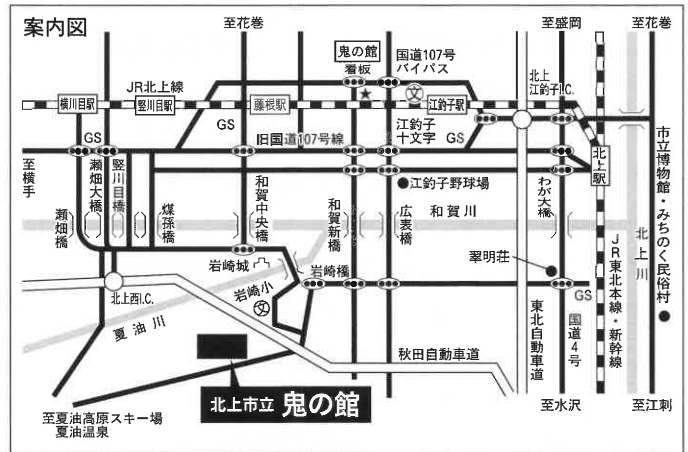 案内図
至花巻
鬼の館
看板
国道107号
バイパス
至盛岡
至花巻
北上
江釣子I.C.
JR北上線
横川目駅
竪川目駅
藤根駅
★
文
江釣子駅
GS
GS
旧国道107号線
江釣子
十文字
GS
北上駅
至横手
瀬畑大橋
竪川目橋
江釣子野球場
わが大橋
市立博物館・みちのく民俗村
瀬畑橋
煤孫橋
和賀中央橋
和賀新橋
広表橋
和賀川
北上川
翠明荘
岩崎城
岩崎橋
岩崎小
文
北上西I.C.
夏油川
GS
JR東北本線・新幹線
東北自動車道
国道4号
秋田自動車道
北上市立 鬼の館
至夏油高原スキー場
夏油温泉
至水沢
至江刺